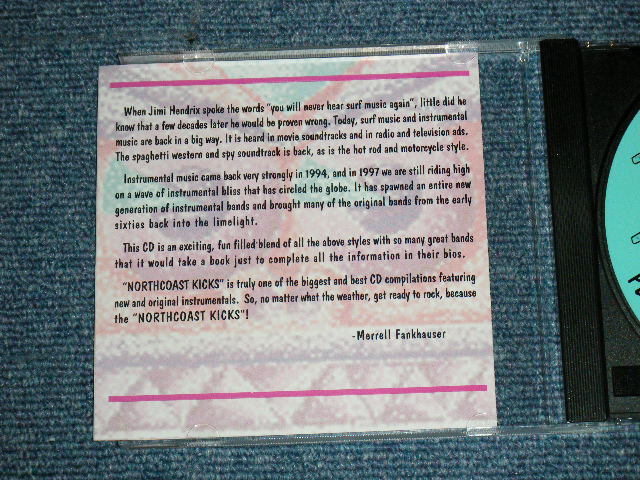 When Jimi Hendrix spoke the words "you will never hear surf music again", little did he
know that a few decades later he would be proven wrong. Today, surf music and instrumental
music are back in a big way. It is heard in movie soundtracks and in radio and television ads.
The spaghetti western and spy soundtrack is back, as is the hot rod and motorcycle style.
Instrumental music came back very strongly in 1994, and in 1997 we are still riding high
on a wave of instrumental bliss that has circled the globe. It has spawned an entire new
generation of instrumental bands and brought many of the original bands from the early
sixties back into the limelight.
This CD is an exciting, fun filled blend of all the above styles with so many great bands
that it would take a book just to complete all the information in their bios.
"NORTHCOAST KICKS" is truly one of the biggest and best CD compilations featuring
new and original instrumentals. So, no matter what the weather, get ready to rock, because
the "NORTHCOAST KICKS"!
-Merrell Fankhauser